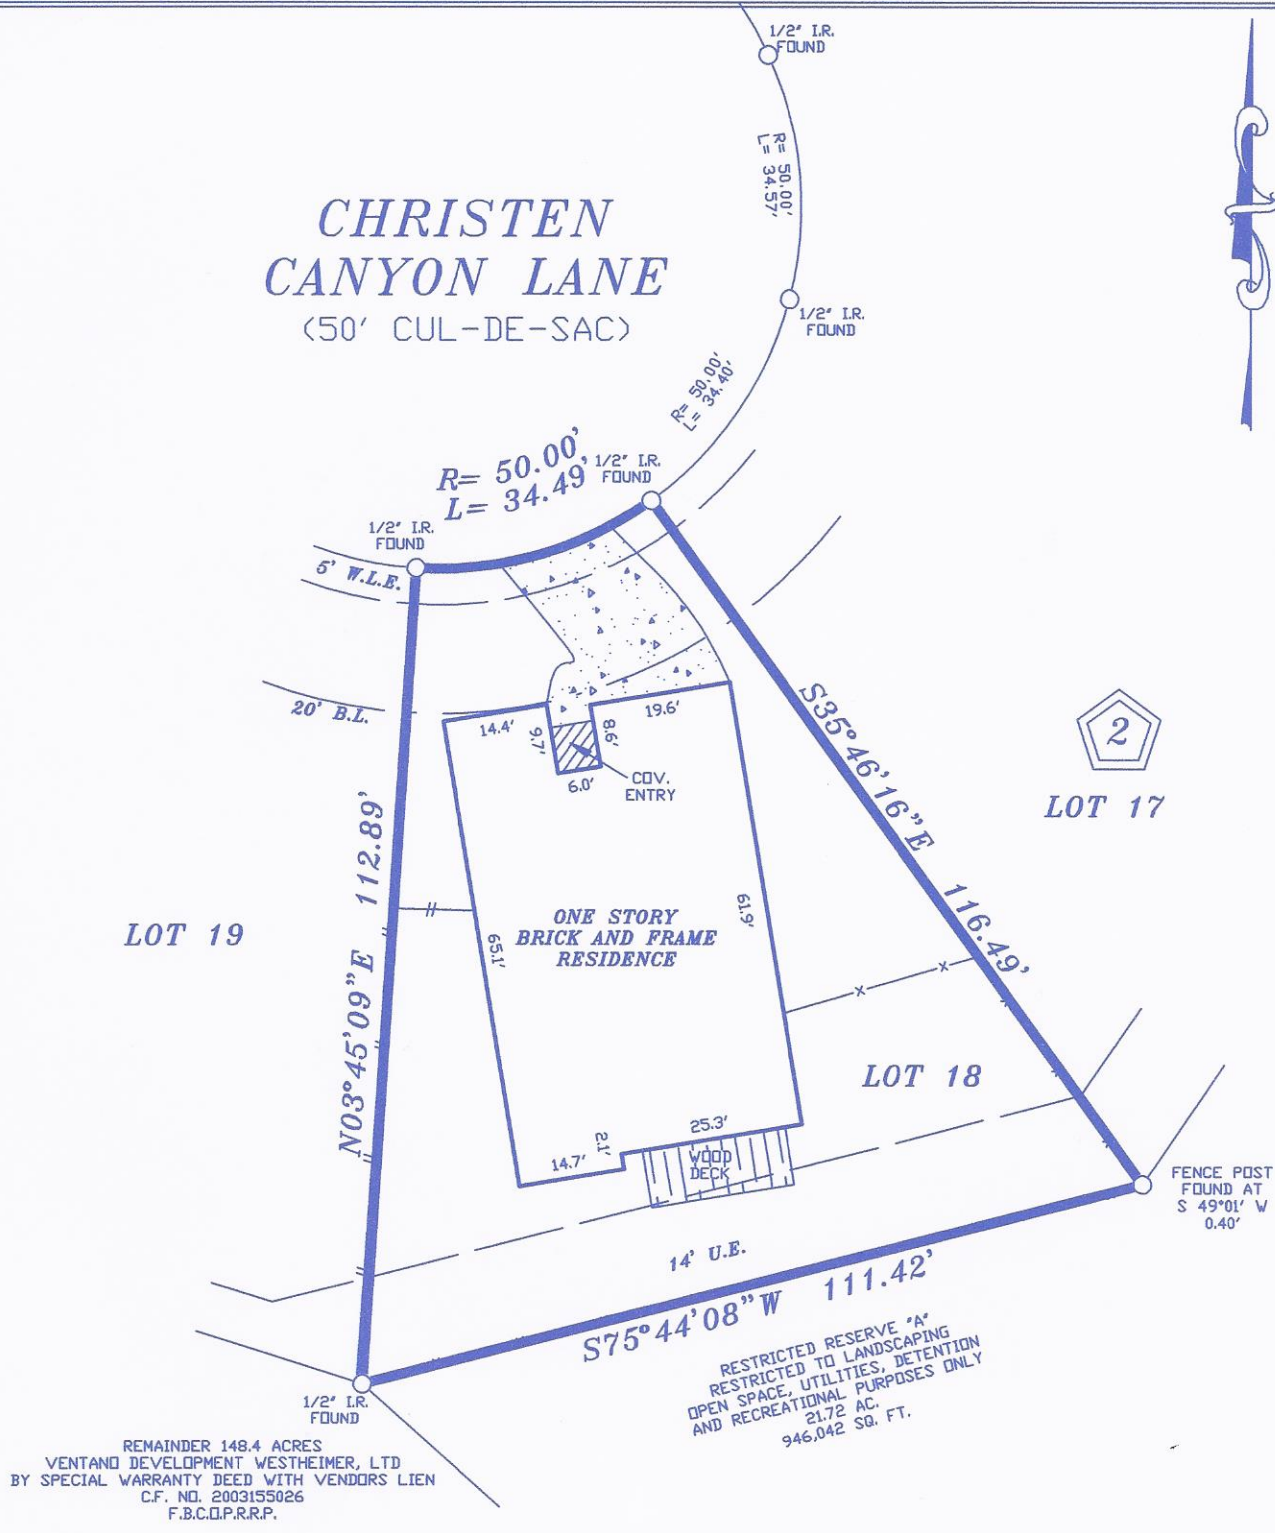 1/2" I.R.
FOUND
R= 50.00'
L= 34.57'
CHRISTEN
CANYON LANE
(50' CUL-DE-SAC)
1/2" I.R.
FOUND
R= 50.00'
L= 34.40'
R= 50.00'
L= 34.49'
1/2" I.R.
FOUND
1/2" I.R.
FOUND
5' W.L.E.
20' B.L.
14.4'
9.7'
8.6'
19.6'
6.0'
COV.
ENTRY
S35°46'16"E 116.49'
2
LOT 17
N03°45'09"E 112.89'
LOT 19
65.1'
ONE STORY
BRICK AND FRAME
RESIDENCE
61.9'
LOT 18
25.3'
2.1'
14.7'
WOOD
DECK
14' U.E.
S75°44'08"W 111.42'
FENCE POST
FOUND AT
S 49°01' W
0.40'
RESTRICTED RESERVE "A"
RESTRICTED TO LANDSCAPING
OPEN SPACE, UTILITIES, DETENTION
AND RECREATIONAL PURPOSES ONLY
21.72 AC.
946,042 SQ. FT.
1/2" I.R.
FOUND
REMAINDER 148.4 ACRES
VENTANO DEVELOPMENT WESTHEIMER, LTD
BY SPECIAL WARRANTY DEED WITH VENDORS LIEN
C.F. NO. 2003155026
F.B.C.O.P.R.R.P.